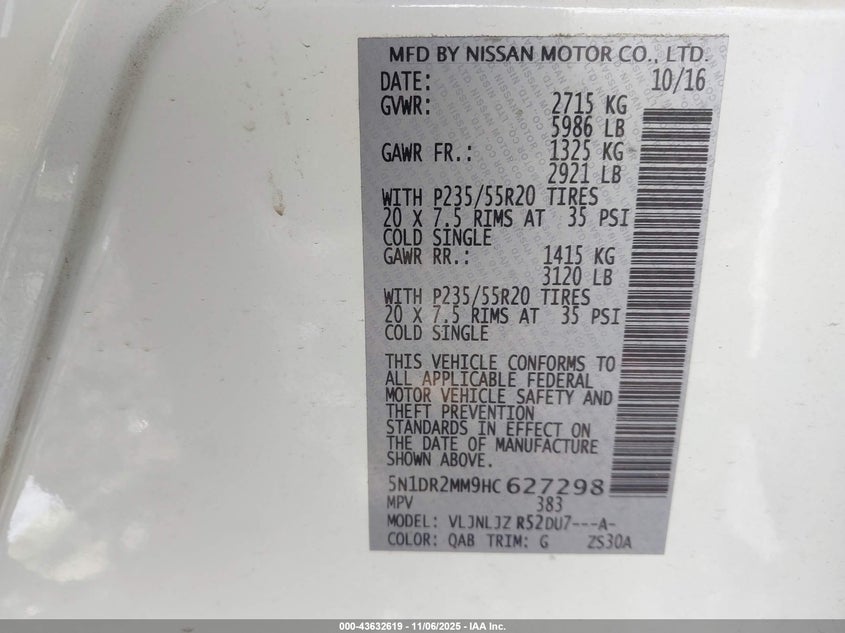 MFD BY NISSAN MOTOR CO., LTD.
DATE: 10/16
GVWR: 2715 KG
5986 LB
GAWR FR.: 1325 KG
2921 LB
WITH P235/55R20 TIRES
20 X 7.5 RIMS AT 35 PSI
COLD SINGLE
GAWR RR.: 1415 KG
3120 LB
WITH P235/55R20 TIRES
20 X 7.5 RIMS AT 35 PSI
COLD SINGLE
THIS VEHICLE CONFORMS TO
ALL APPLICABLE FEDERAL
MOTOR VEHICLE SAFETY AND
THEFT PREVENTION
STANDARDS IN EFFECT ON
THE DATE OF MANUFACTURE
SHOWN ABOVE.
5N1DR2MM9HC627298
MPV 383
MODEL: VLJNLJZ R52DU7---A-
COLOR: QAB TRIM: G ZS30A
000-43632619 - 11/06/2025 - IAA Inc.